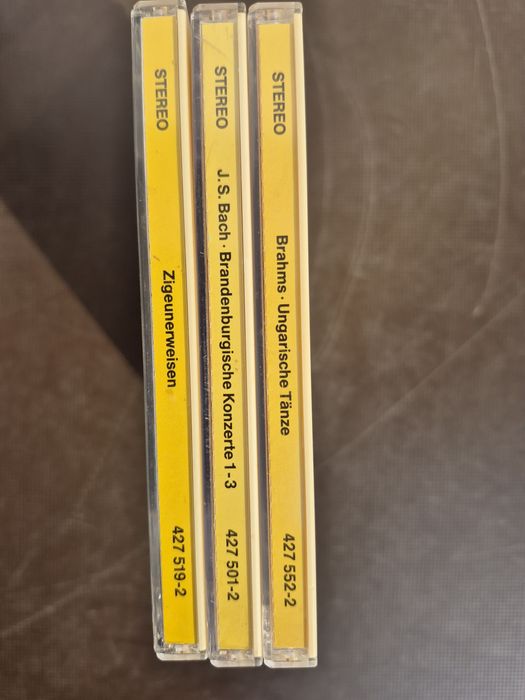 STEREO Zigeunerweisen 427 519-2
STEREO J. S. Bach · Brandenburgische Konzerte 1-3 427 501-2
STEREO Brahms · Ungarische Tänze 427 552-2